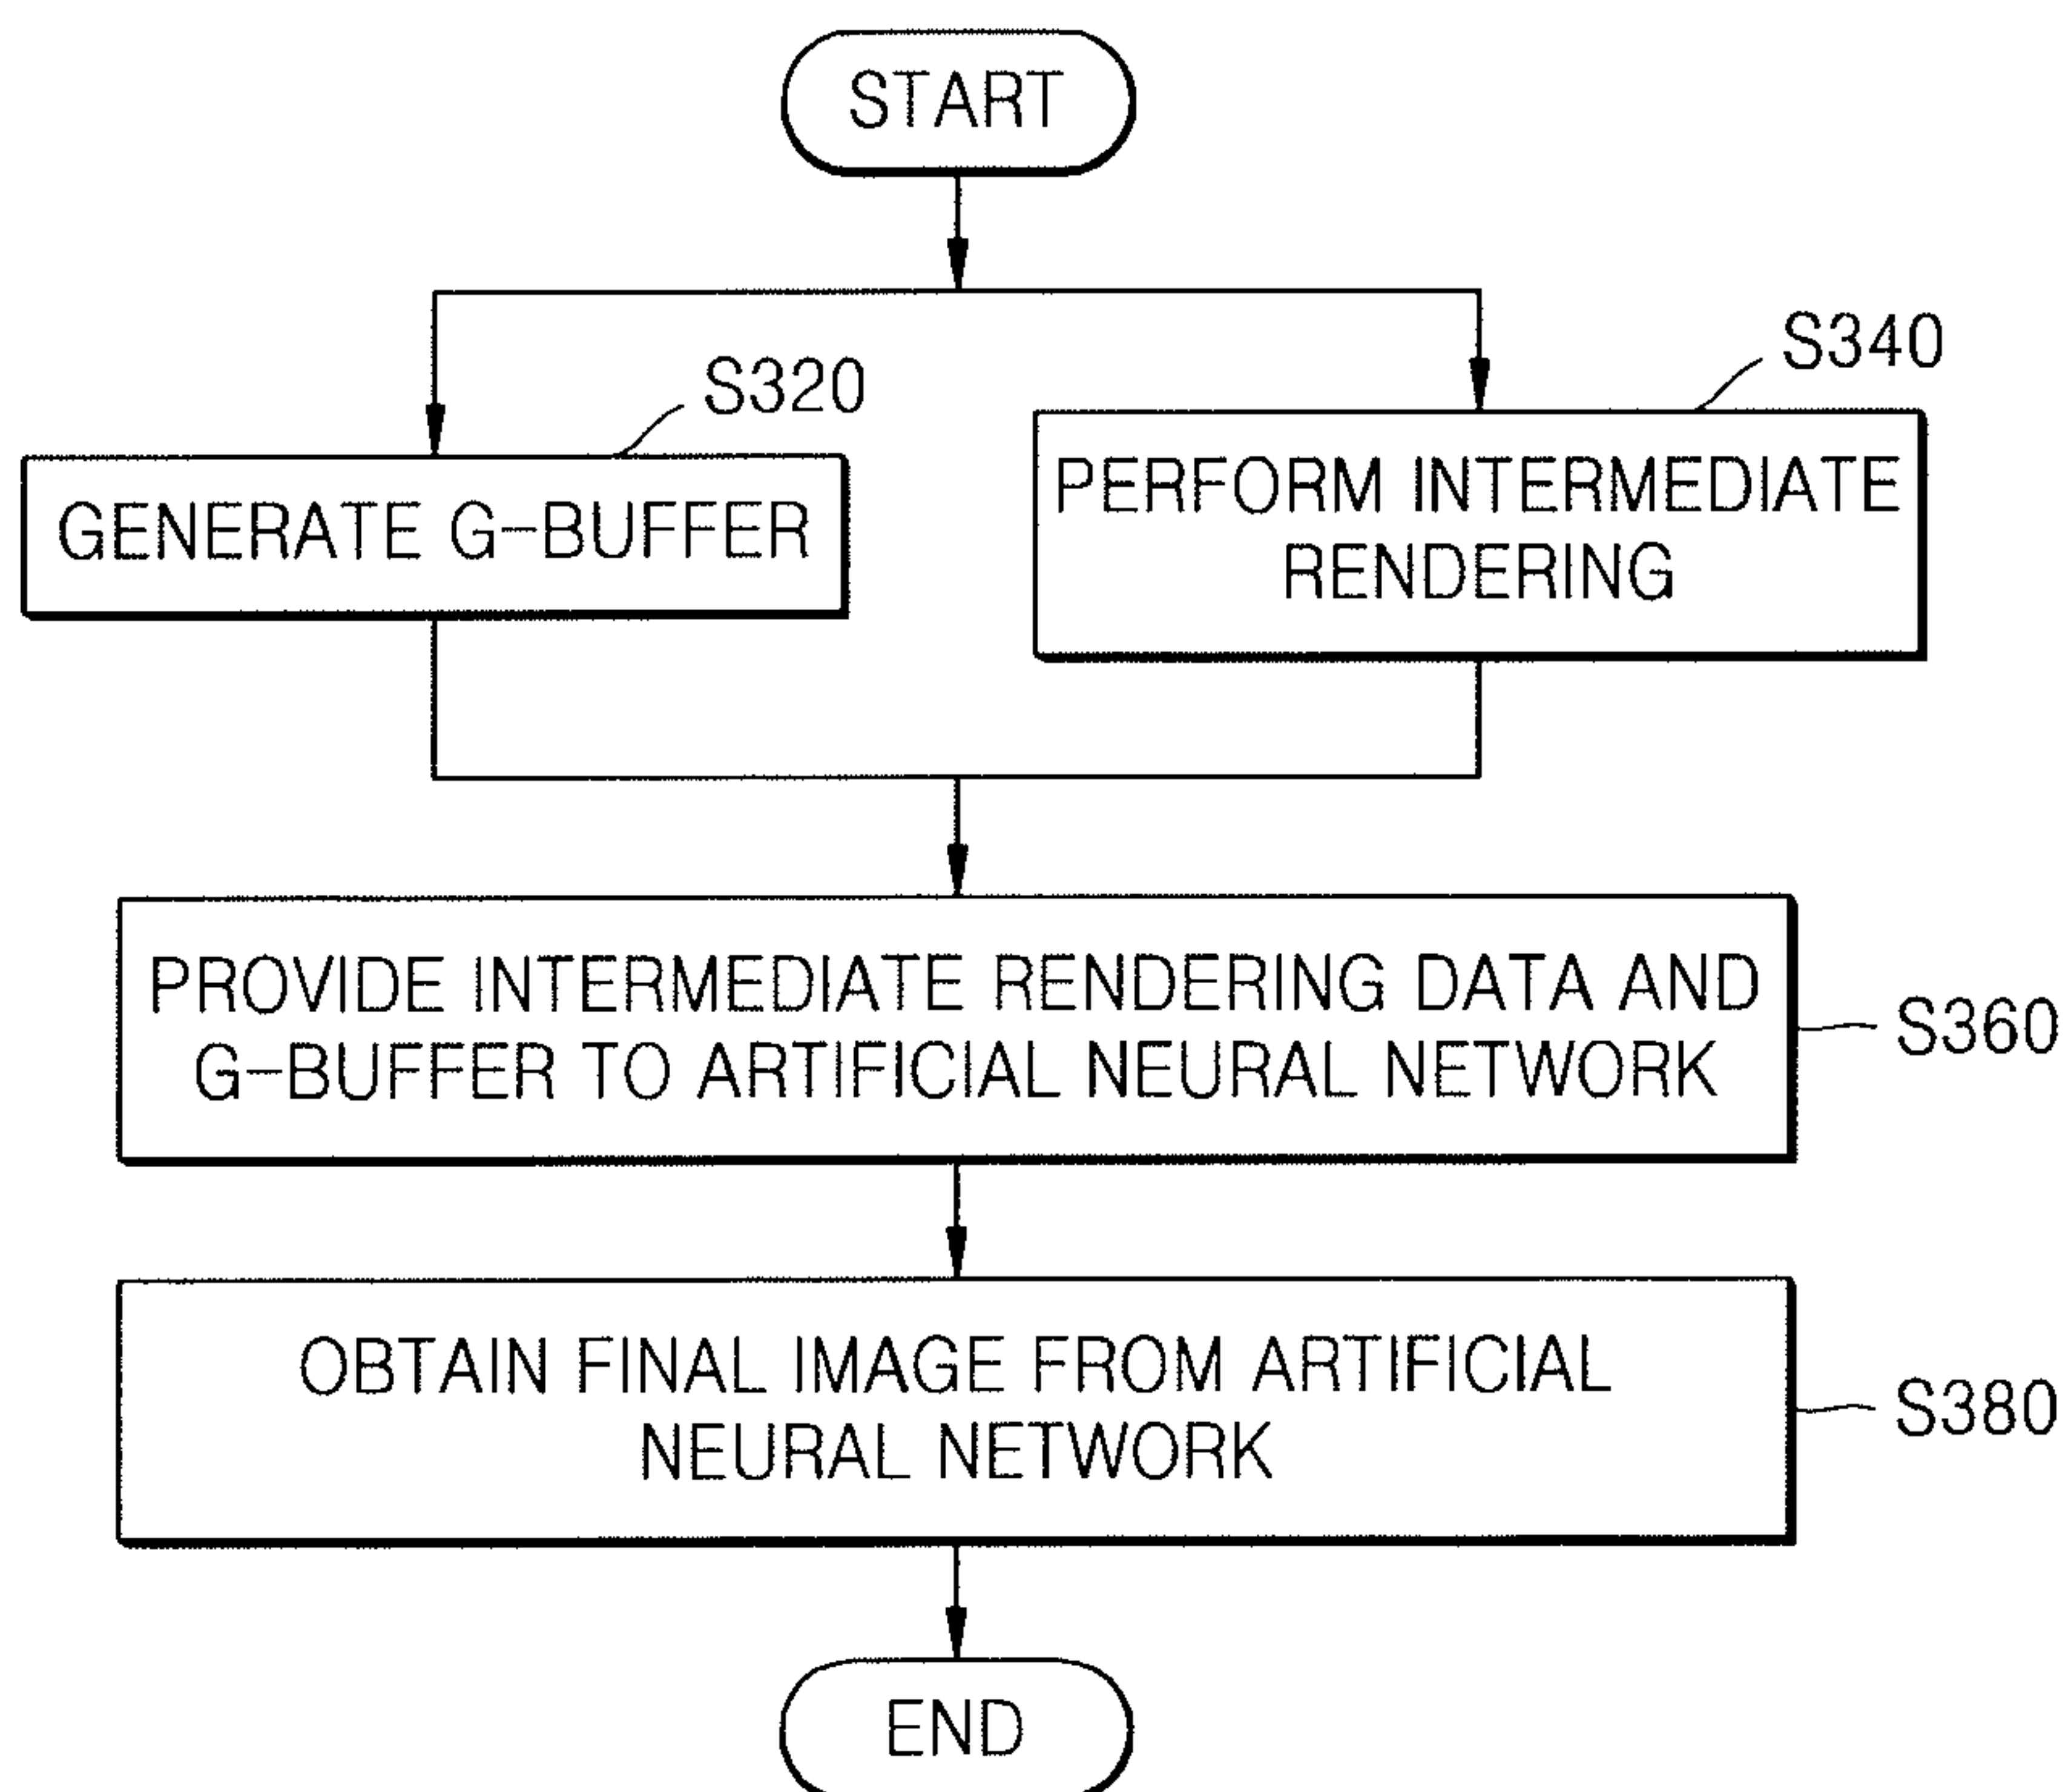 START
S320
S340
GENERATE G-BUFFER
PERFORM INTERMEDIATE
RENDERING
PROVIDE INTERMEDIATE RENDERING DATA AND
G-BUFFER TO ARTIFICIAL NEURAL NETWORK
S360
OBTAIN FINAL IMAGE FROM ARTIFICIAL
NEURAL NETWORK
S380
END